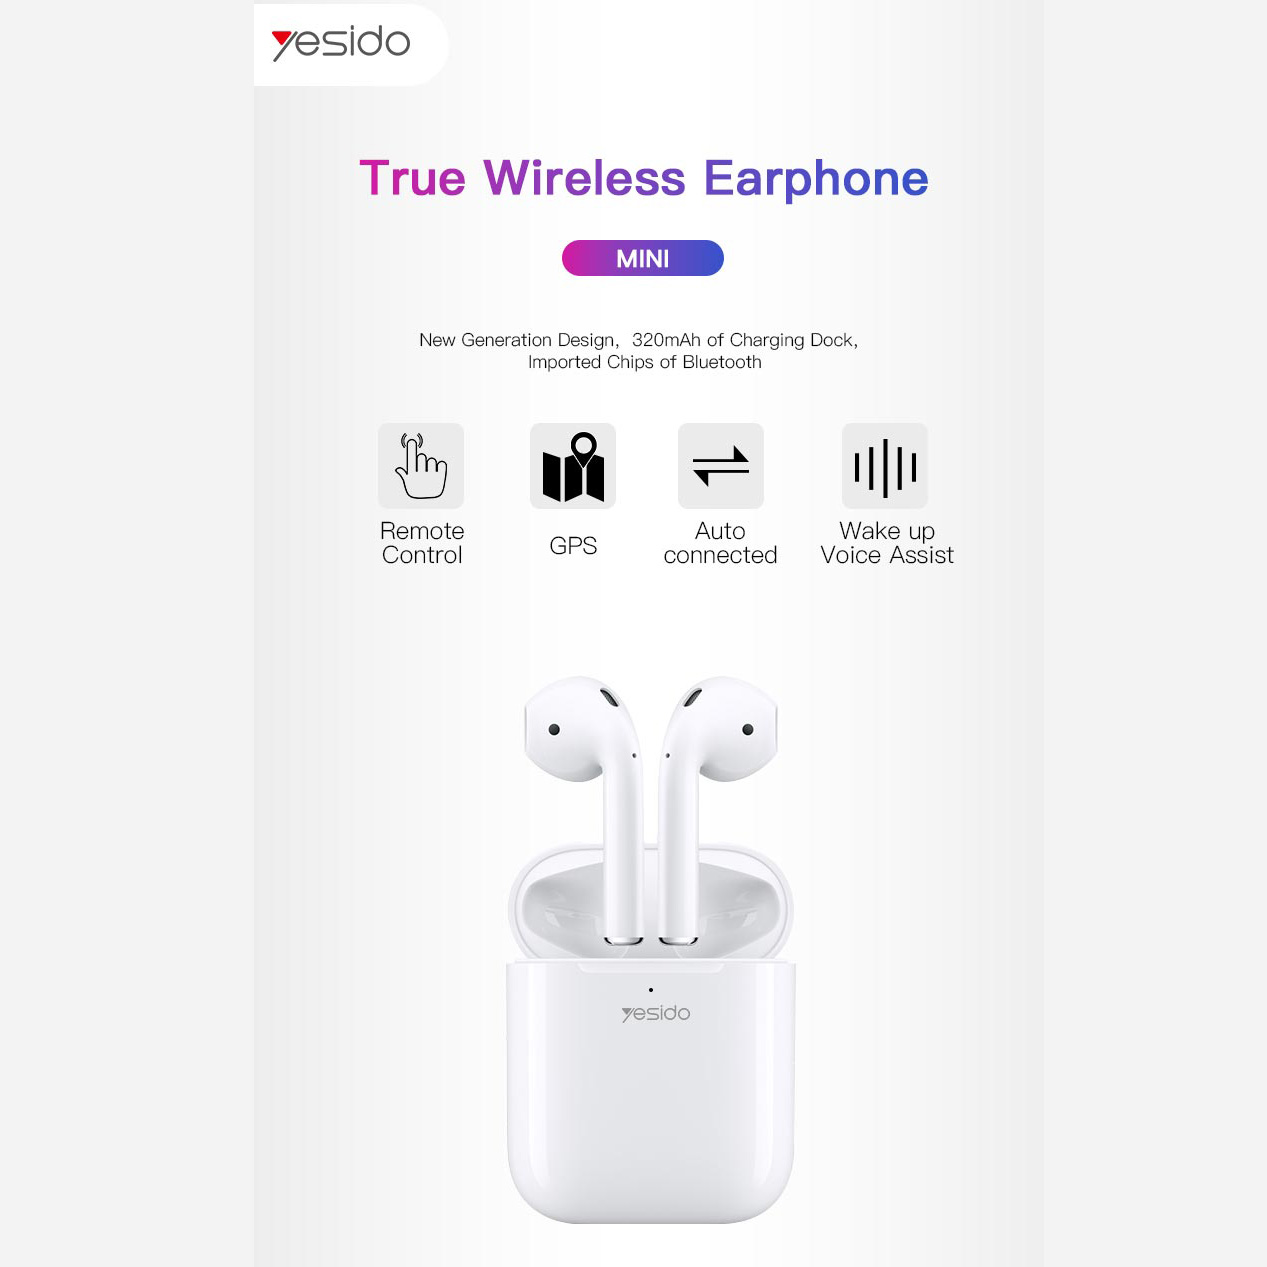 yesido
True Wireless Earphone
MINI
New Generation Design, 320mAh of Charging Dock,
Imported Chips of Bluetooth
Remote
Control
GPS
Auto
connected
Wake up
Voice Assist
yesido